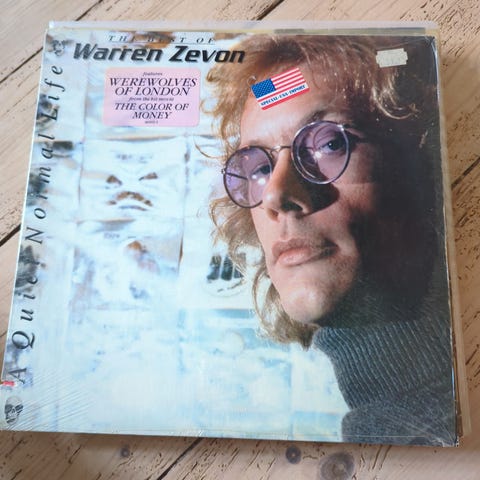 THE BEST OF
Warren Zevon
features
WEREWOLVES
OF LONDON
from the hit movie
THE COLOR OF
MONEY
SPECIAL USA IMPORT
A Quiet Normal Life